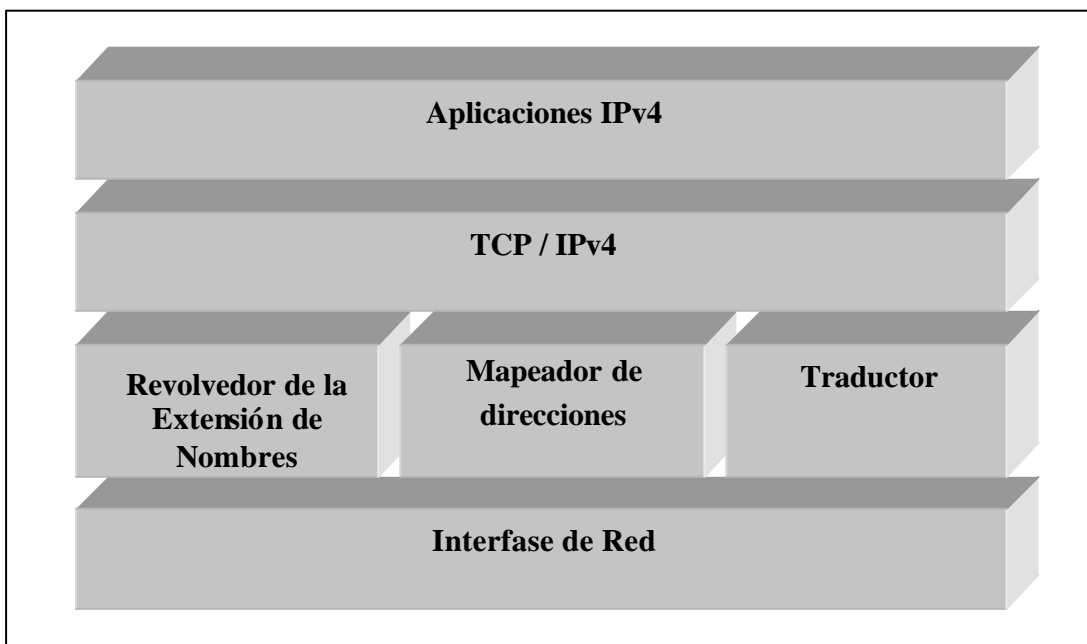 Aplicaciones IPv4
TCP / IPv4
Revolvedor de la
Extensión de
Nombres
Mapeador de
direcciones
Traductor
Interfase de Red